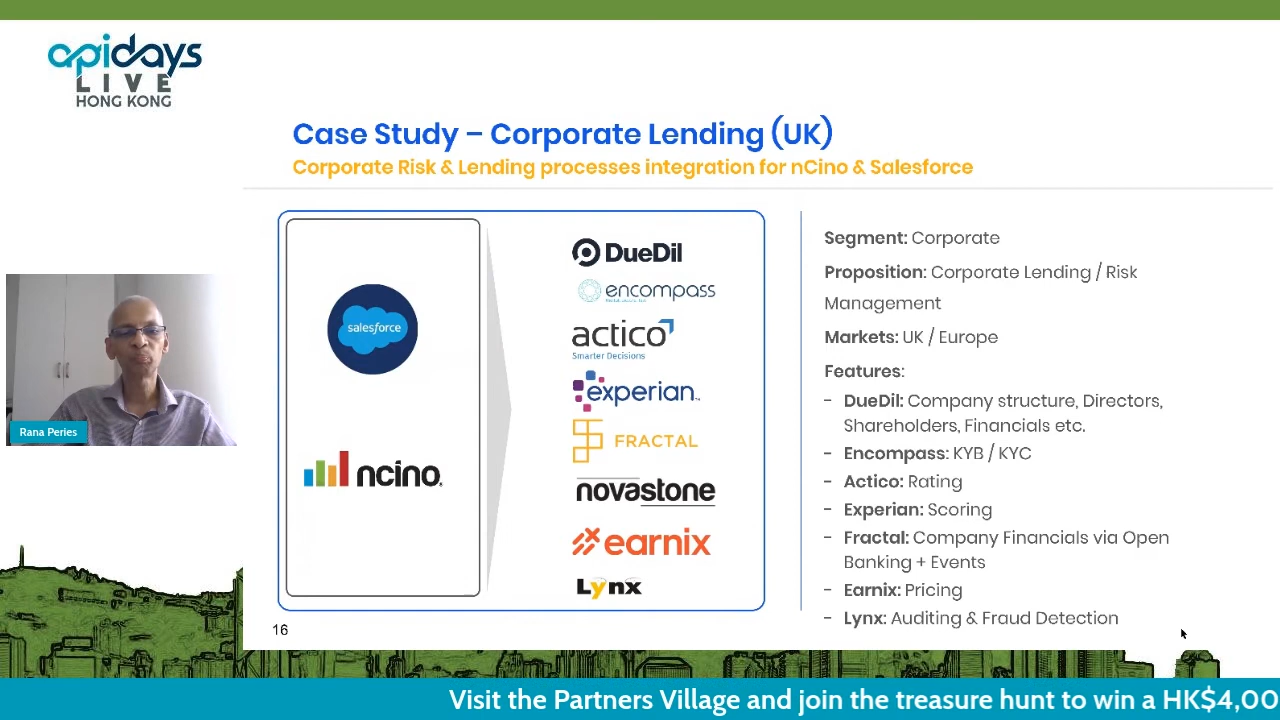 apidays
LIVE
HONG KONG
Case Study – Corporate Lending (UK)
Corporate Risk & Lending processes integration for nCino & Salesforce
salesforce
ncino
DueDil
encompass
actico
Smarter Decisions
experian
FRACTAL
novastone
earnix
Lynx
Segment: Corporate
Proposition: Corporate Lending / Risk
Management
Markets: UK / Europe
Features:
- DueDil: Company structure, Directors,
Shareholders, Financials etc.
- Encompass: KYB / KYC
- Actico: Rating
- Experian: Scoring
- Fractal: Company Financials via Open
Banking + Events
- Earnix: Pricing
- Lynx: Auditing & Fraud Detection
Rana Peries
16
Visit the Partners Village and join the treasure hunt to win a HK$4,00